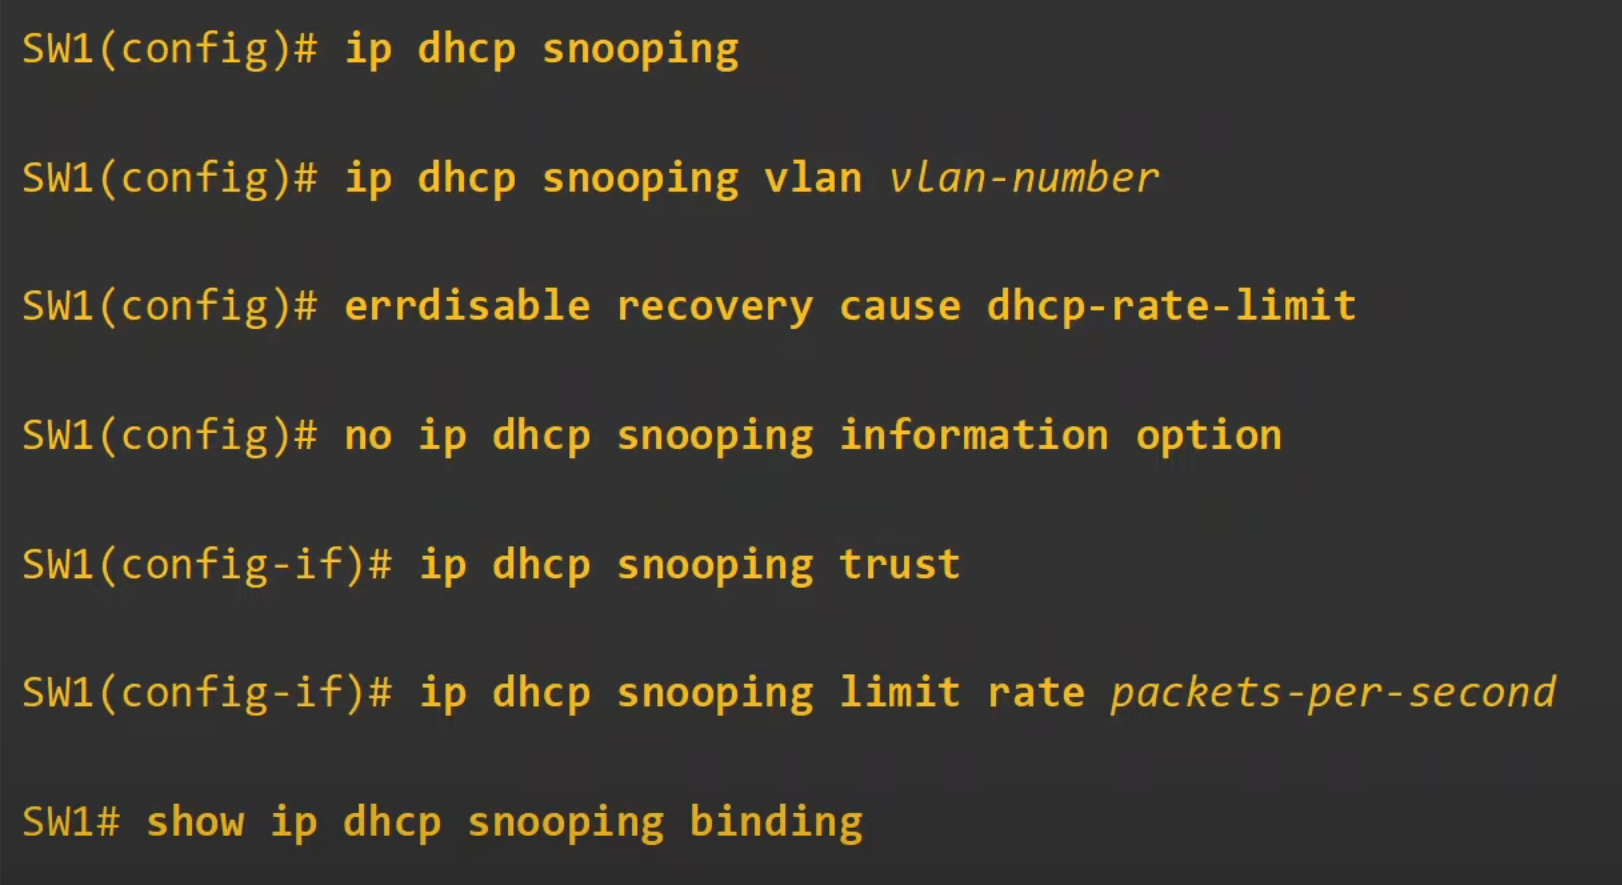 SW1(config)# ip dhcp snooping
SW1(config)# ip dhcp snooping vlan vlan-number
SW1(config)# errdisable recovery cause dhcp-rate-limit
SW1(config)# no ip dhcp snooping information option
SW1(config-if)# ip dhcp snooping trust
SW1(config-if)# ip dhcp snooping limit rate packets-per-second
SW1# show ip dhcp snooping binding